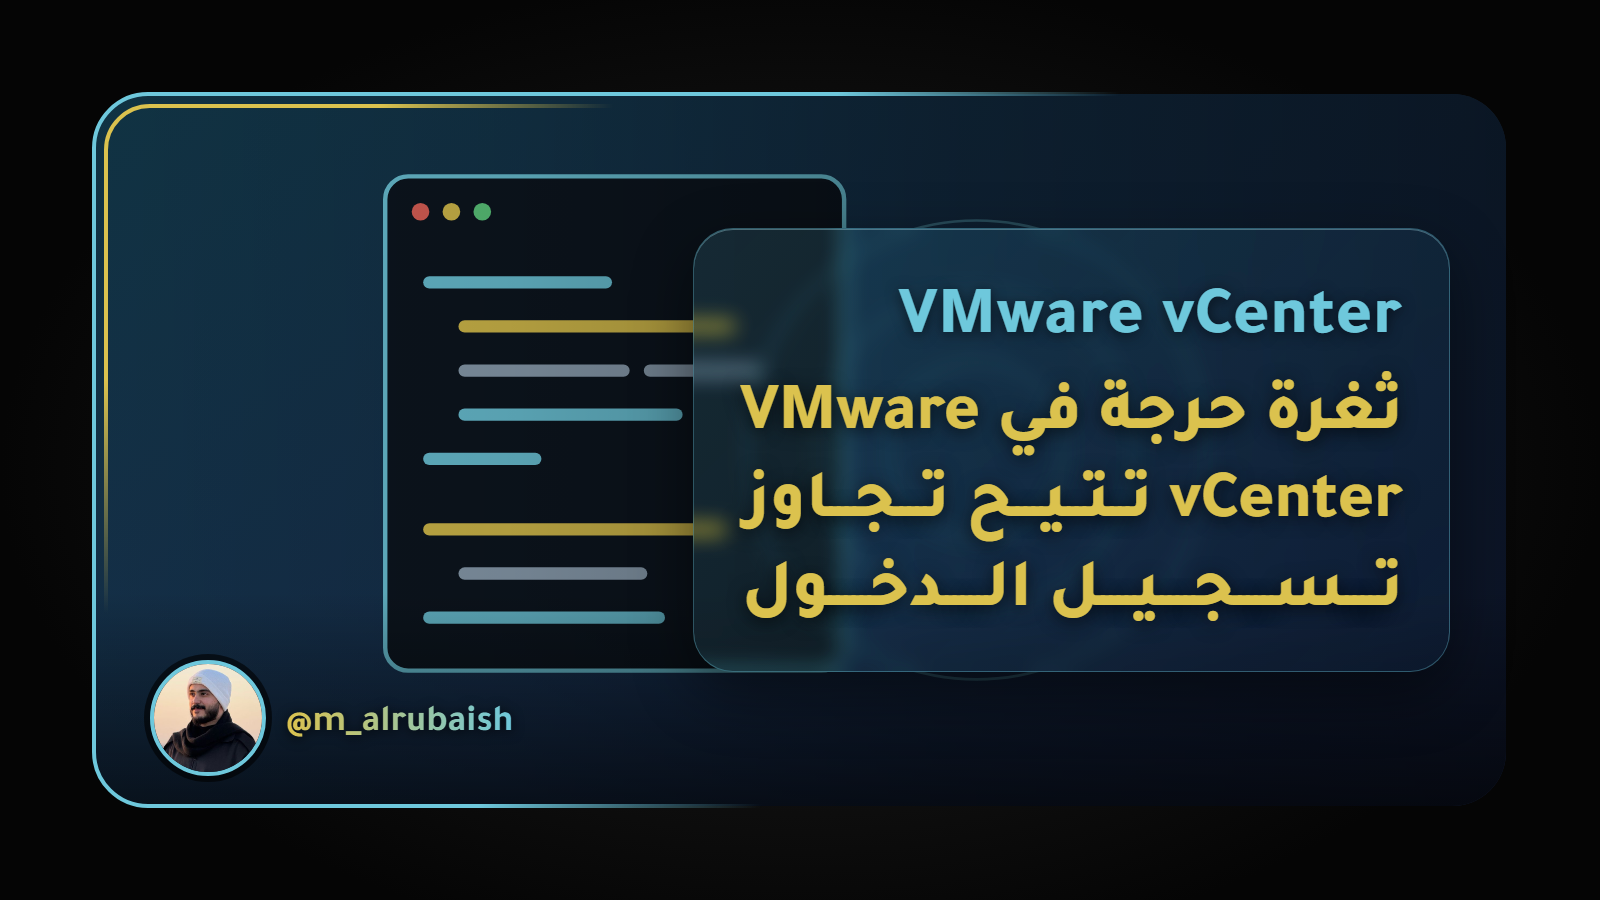 VMware vCenter
ثغرة حرجة في VMware
vCenter تتيح تجاوز
تسجيل الدخول
@m_alrubaish